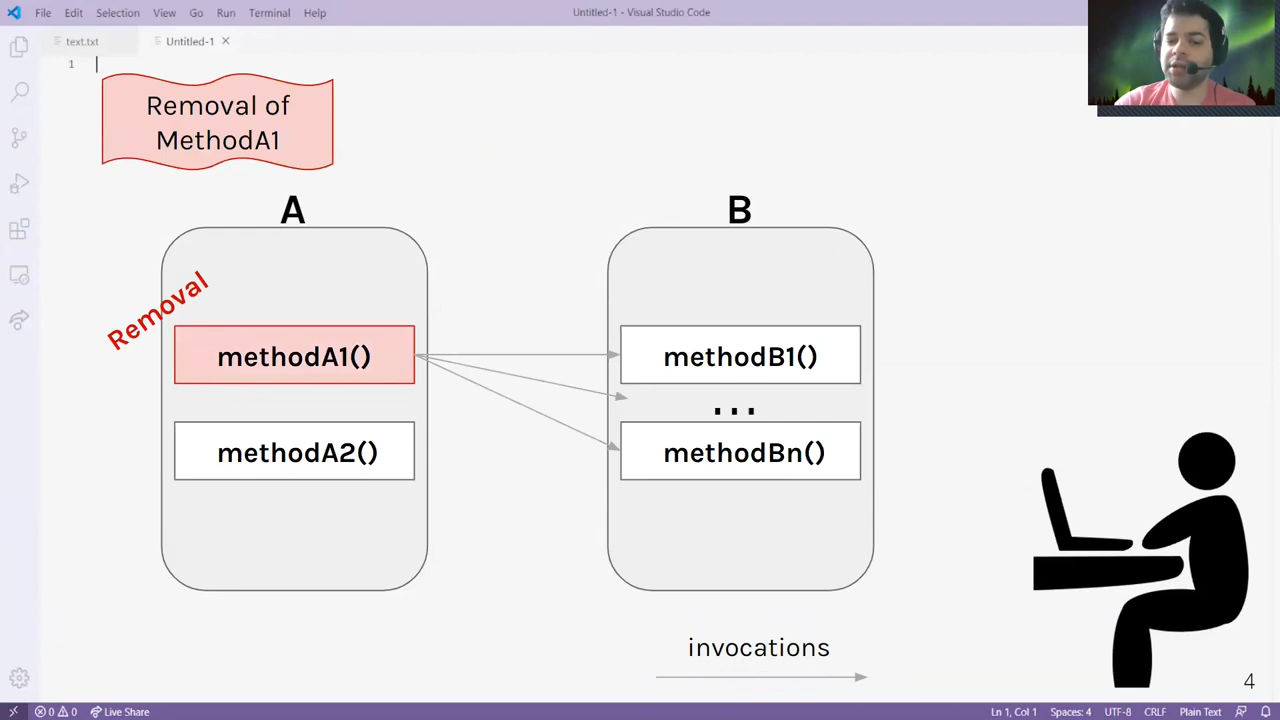 File Edit Selection View Go Run Terminal Help
Untitled-1 - Visual Studio Code
text.txt
Untitled-1
1
Removal of
MethodA1
A
B
Removal
methodA1()
methodB1()
...
methodA2()
methodBn()
invocations
4
0 0 Live Share
Ln 1, Col 1 Spaces: 4 UTF-8 CRLF Plain Text